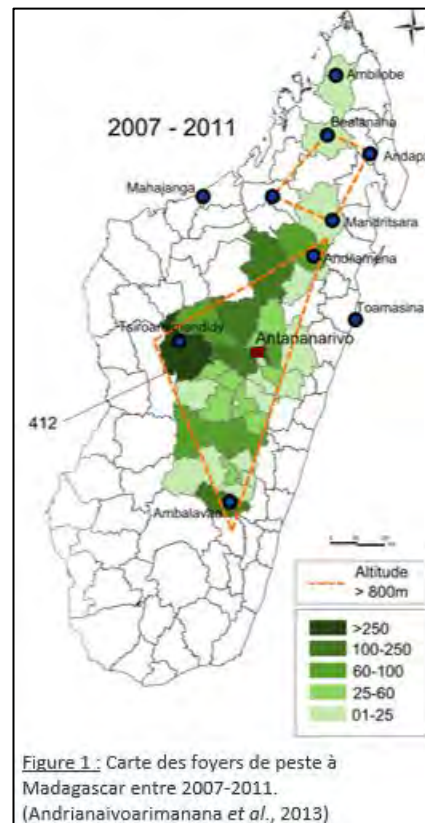 Ambilobe
Bealanana
2007 - 2011
Andapa
Mahajanga
Mandritsara
Andilamena
Toamasina
Tsiroanomandidy
Antananarivo
412
Ambalavao
Altitude
> 800m
>250
100-250
60-100
25-60
01-25
Figure 1 : Carte des foyers de peste à
Madagascar entre 2007-2011.
(Andrianaivoarimanana et al., 2013)